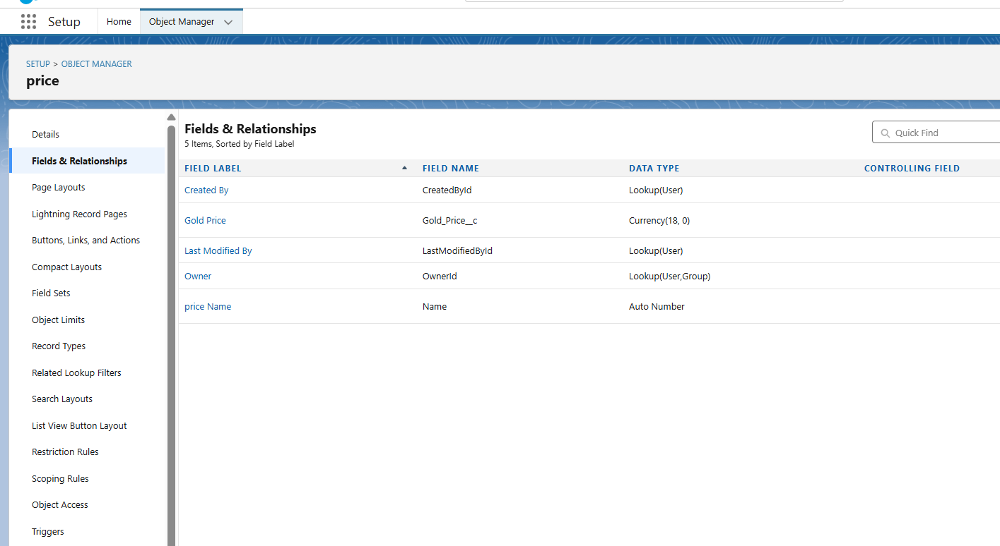 Setup Home Object Manager
SETUP > OBJECT MANAGER
price
Details
Fields & Relationships
Page Layouts
Lightning Record Pages
Buttons, Links, and Actions
Compact Layouts
Field Sets
Object Limits
Record Types
Related Lookup Filters
Search Layouts
List View Button Layout
Restriction Rules
Scoping Rules
Object Access
Triggers
Fields & Relationships
5 Items, Sorted by Field Label
Quick Find
FIELD LABEL FIELD NAME DATA TYPE CONTROLLING FIELD
Created By CreatedById Lookup(User)
Gold Price Gold_Price__c Currency(18, 0)
Last Modified By LastModifiedById Lookup(User)
Owner OwnerId Lookup(User,Group)
price Name Name Auto Number